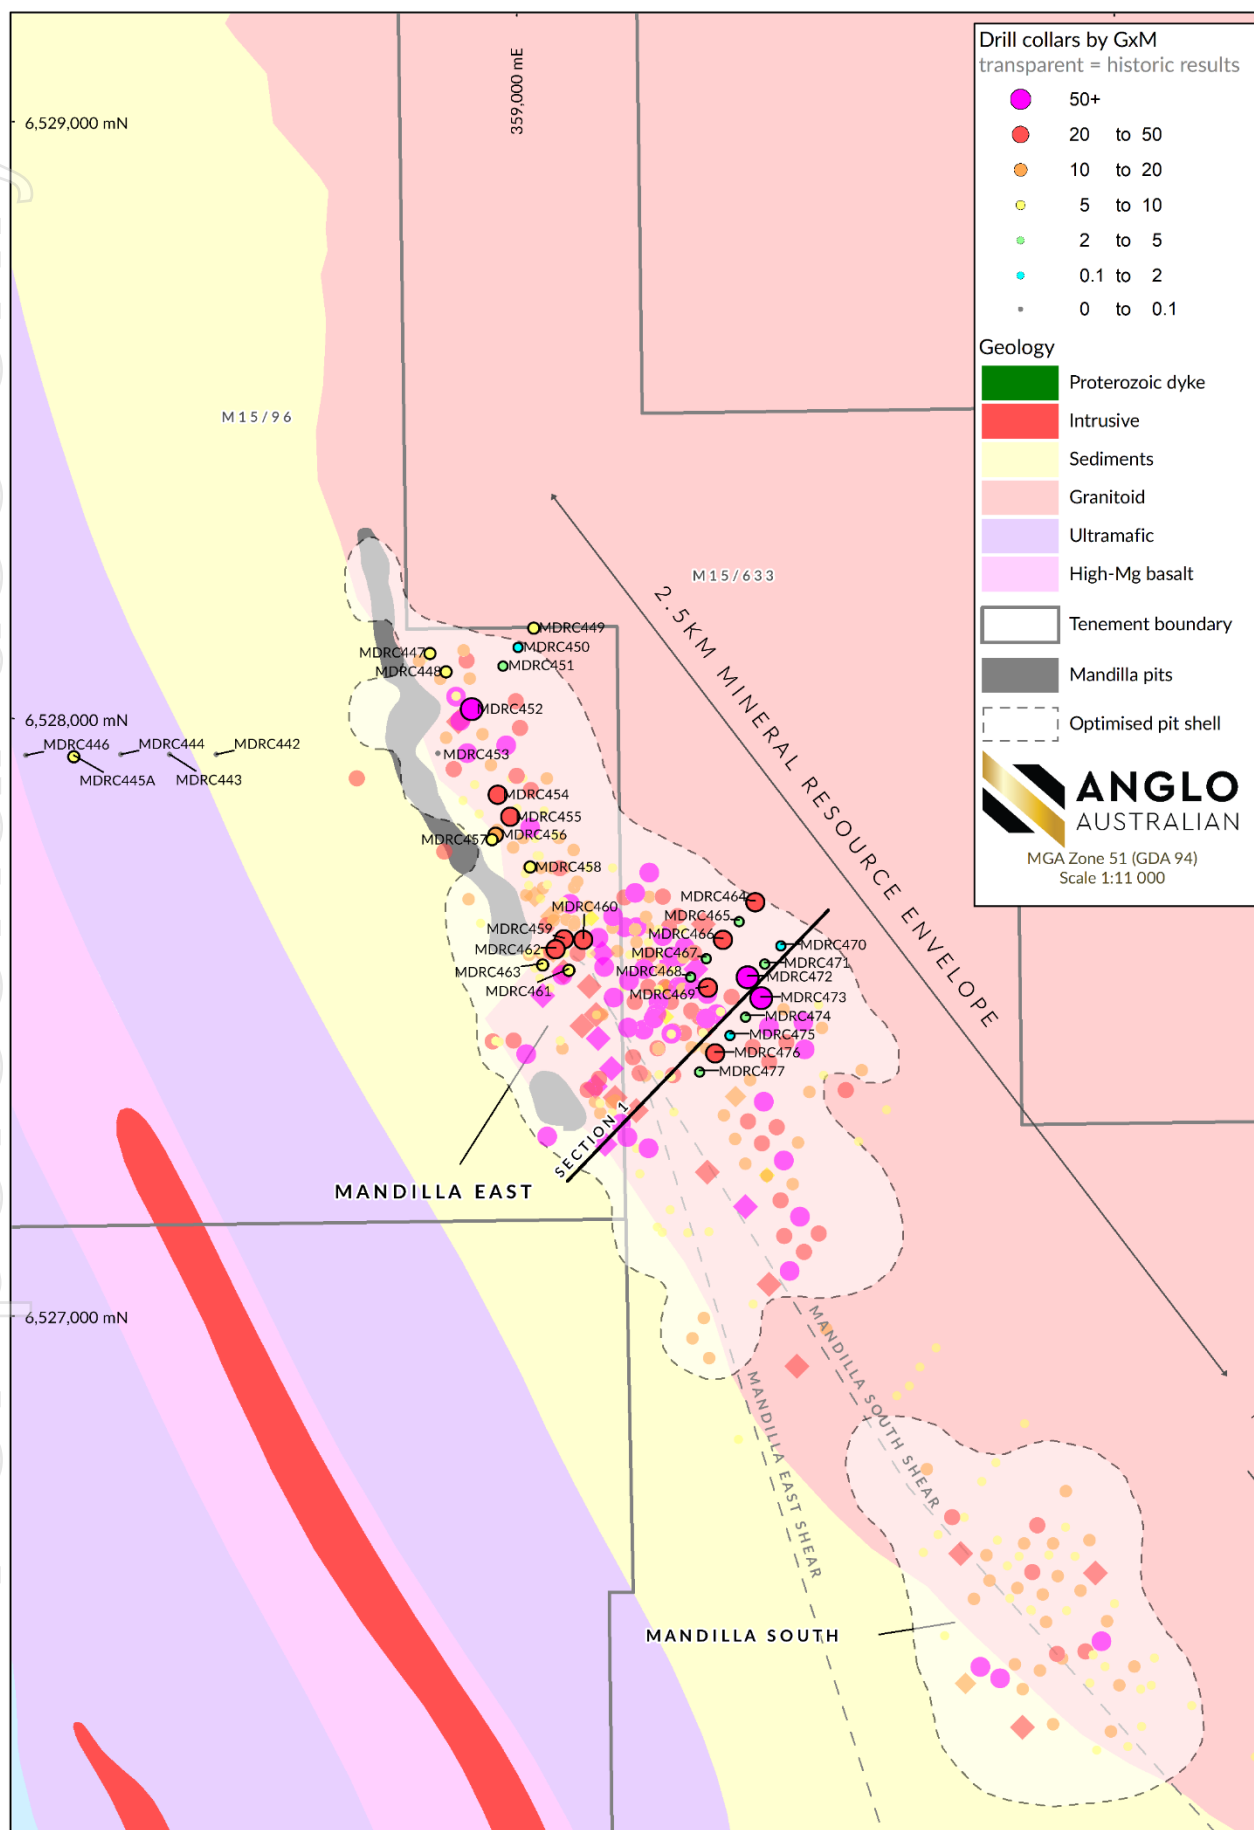 Drill collars by GxM
transparent = historic results
50+
20 to 50
10 to 20
5 to 10
2 to 5
0.1 to 2
0 to 0.1
Geology
Proterozoic dyke
Intrusive
Sediments
Granitoid
Ultramafic
High-Mg basalt
Tenement boundary
Mandilla pits
Optimised pit shell
ANGLO
AUSTRALIAN
MGA Zone 51 (GDA 94)
Scale 1:11 000
359,000 mE
6,529,000 mN
M15/96
M15/633
2.5KM MINERAL RESOURCE ENVELOPE
MDRC449
MDRC450
MDRC447
MDRC451
MDRC448
MDRC452
6,528,000 mN
MDRC446
MDRC444
MDRC442
MDRC445A
MDRC443
MDRC453
MDRC454
MDRC455
MDRC456
MDRC457
MDRC458
MDRC464
MDRC460
MDRC465
MDRC459
MDRC466
MDRC462
MDRC470
MDRC467
MDRC463
MDRC471
MDRC468
MDRC472
MDRC461
MDRC469
MDRC473
MDRC474
MDRC475
MDRC476
MDRC477
SECTION 1
MANDILLA EAST
6,527,000 mN
MANDILLA SOUTH SHEAR
MANDILLA EAST SHEAR
MANDILLA SOUTH